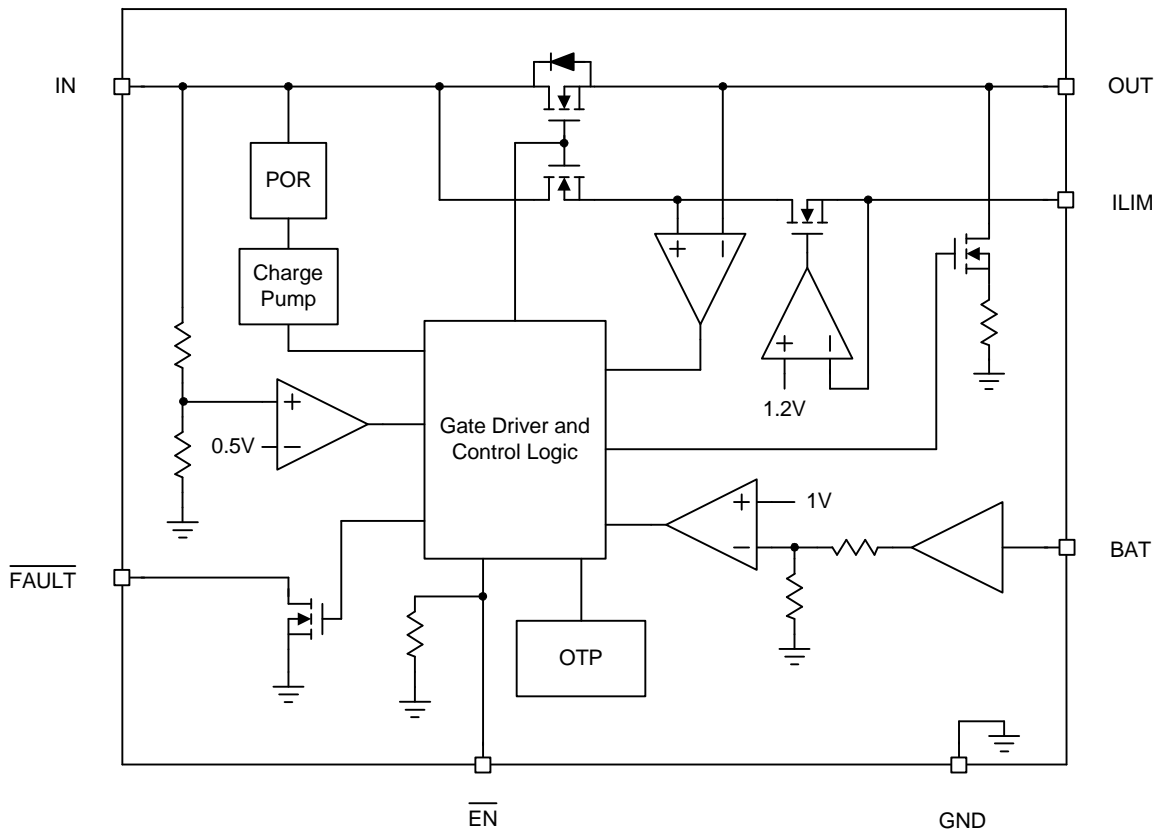 IN
OUT
POR
ILIM
Charge
Pump
+
−
+
−
1.2V
+
0.5V
−
Gate Driver and
Control Logic
+
1V
−
BAT
FAULT
OTP
EN
GND